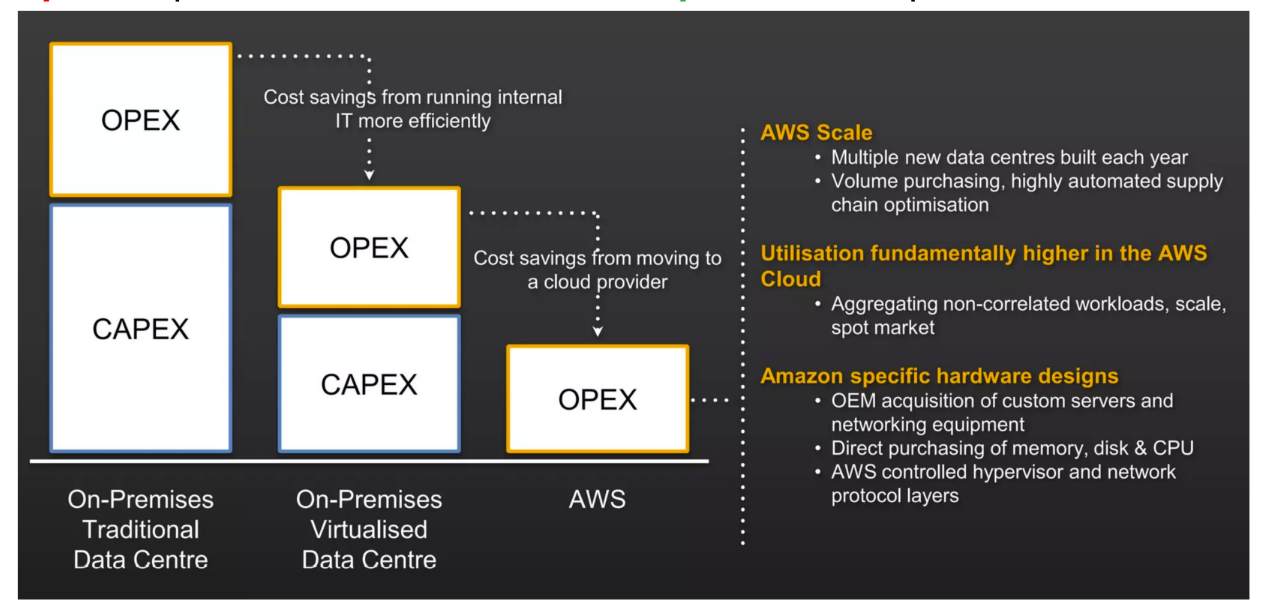 OPEX
CAPEX
Cost savings from running internal
IT more efficiently
OPEX
CAPEX
Cost savings from moving to
a cloud provider
OPEX
On-Premises
Traditional
Data Centre
On-Premises
Virtualised
Data Centre
AWS
AWS Scale
• Multiple new data centres built each year
• Volume purchasing, highly automated supply
chain optimisation
Utilisation fundamentally higher in the AWS
Cloud
• Aggregating non-correlated workloads, scale,
spot market
Amazon specific hardware designs
• OEM acquisition of custom servers and
networking equipment
• Direct purchasing of memory, disk & CPU
• AWS controlled hypervisor and network
protocol layers